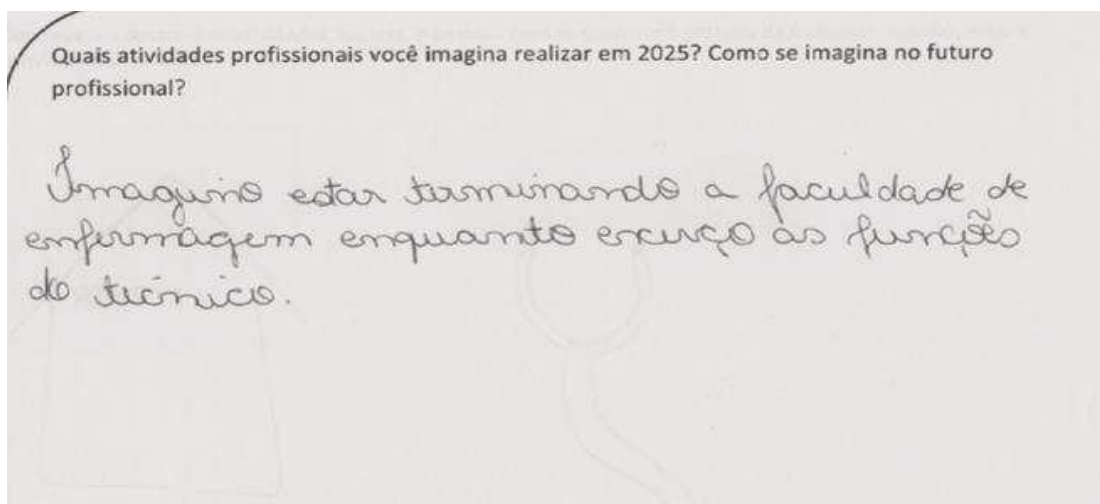 Quais atividades profissionais você imagina realizar em 2025? Como se imagina no futuro
profissional?
Imagino estar terminando a faculdade de
enfermagem enquanto exerço as funções
do técnico.